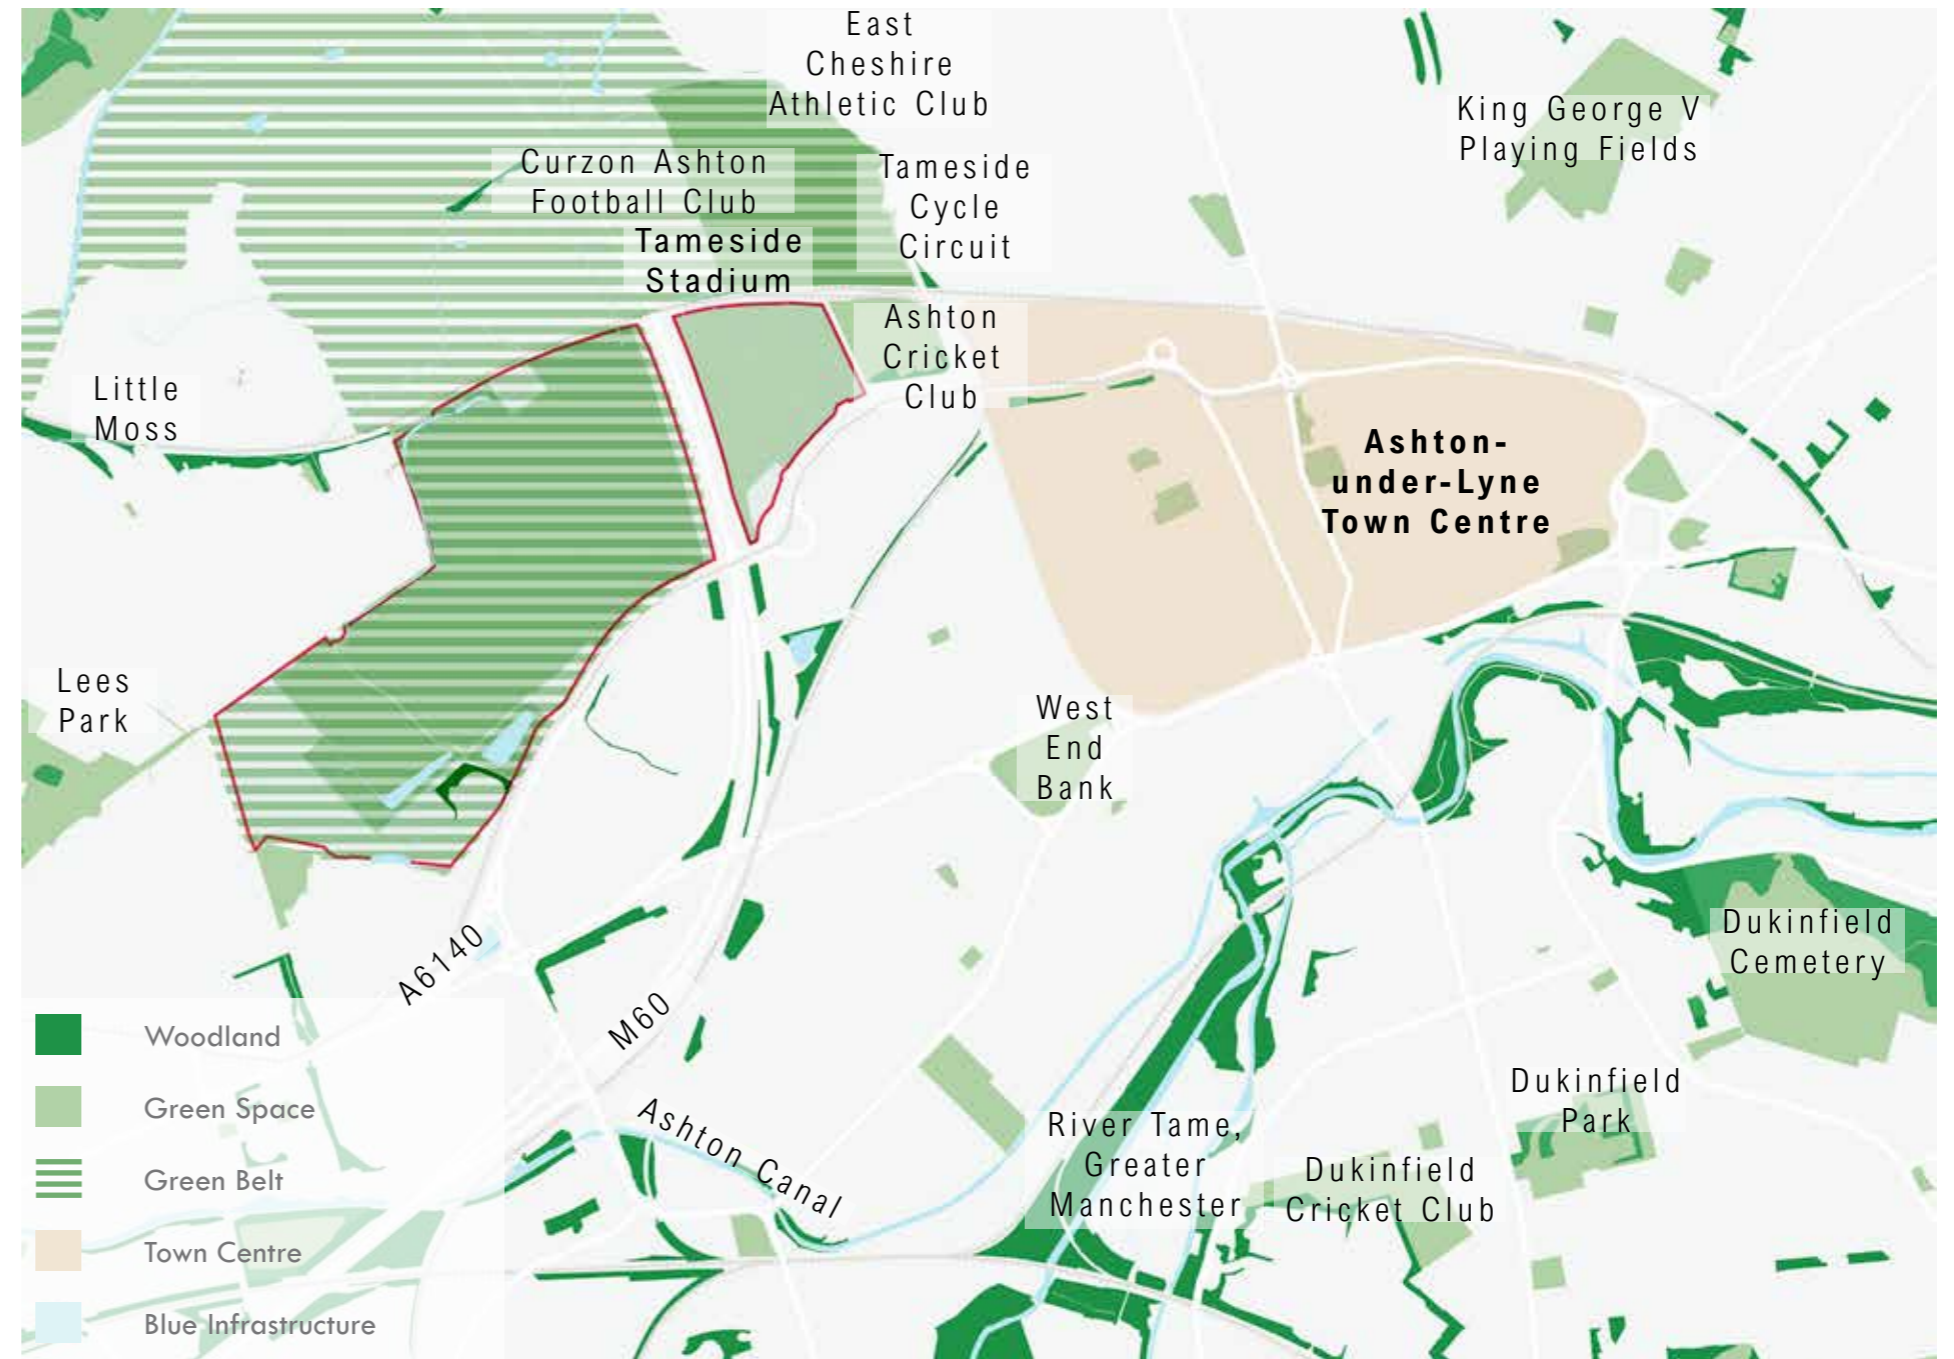 East
Cheshire
Athletic Club
King George V
Playing Fields
Curzon Ashton
Football Club
Tameside
Cycle
Circuit
Tameside
Stadium
Ashton
Cricket
Club
Little
Moss
Ashton-
under-Lyne
Town Centre
Lees
Park
West
End
Bank
Dukinfield
Cemetery
A6140
M60
Ashton Canal
River Tame,
Greater
Manchester
Dukinfield
Cricket Club
Dukinfield
Park
Woodland
Green Space
Green Belt
Town Centre
Blue Infrastructure